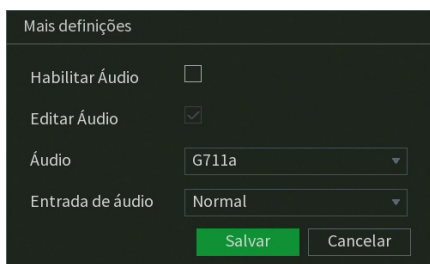 Mais definições
Habilitar Áudio
Editar Áudio
Áudio G711a
Entrada de áudio Normal
Salvar Cancelar